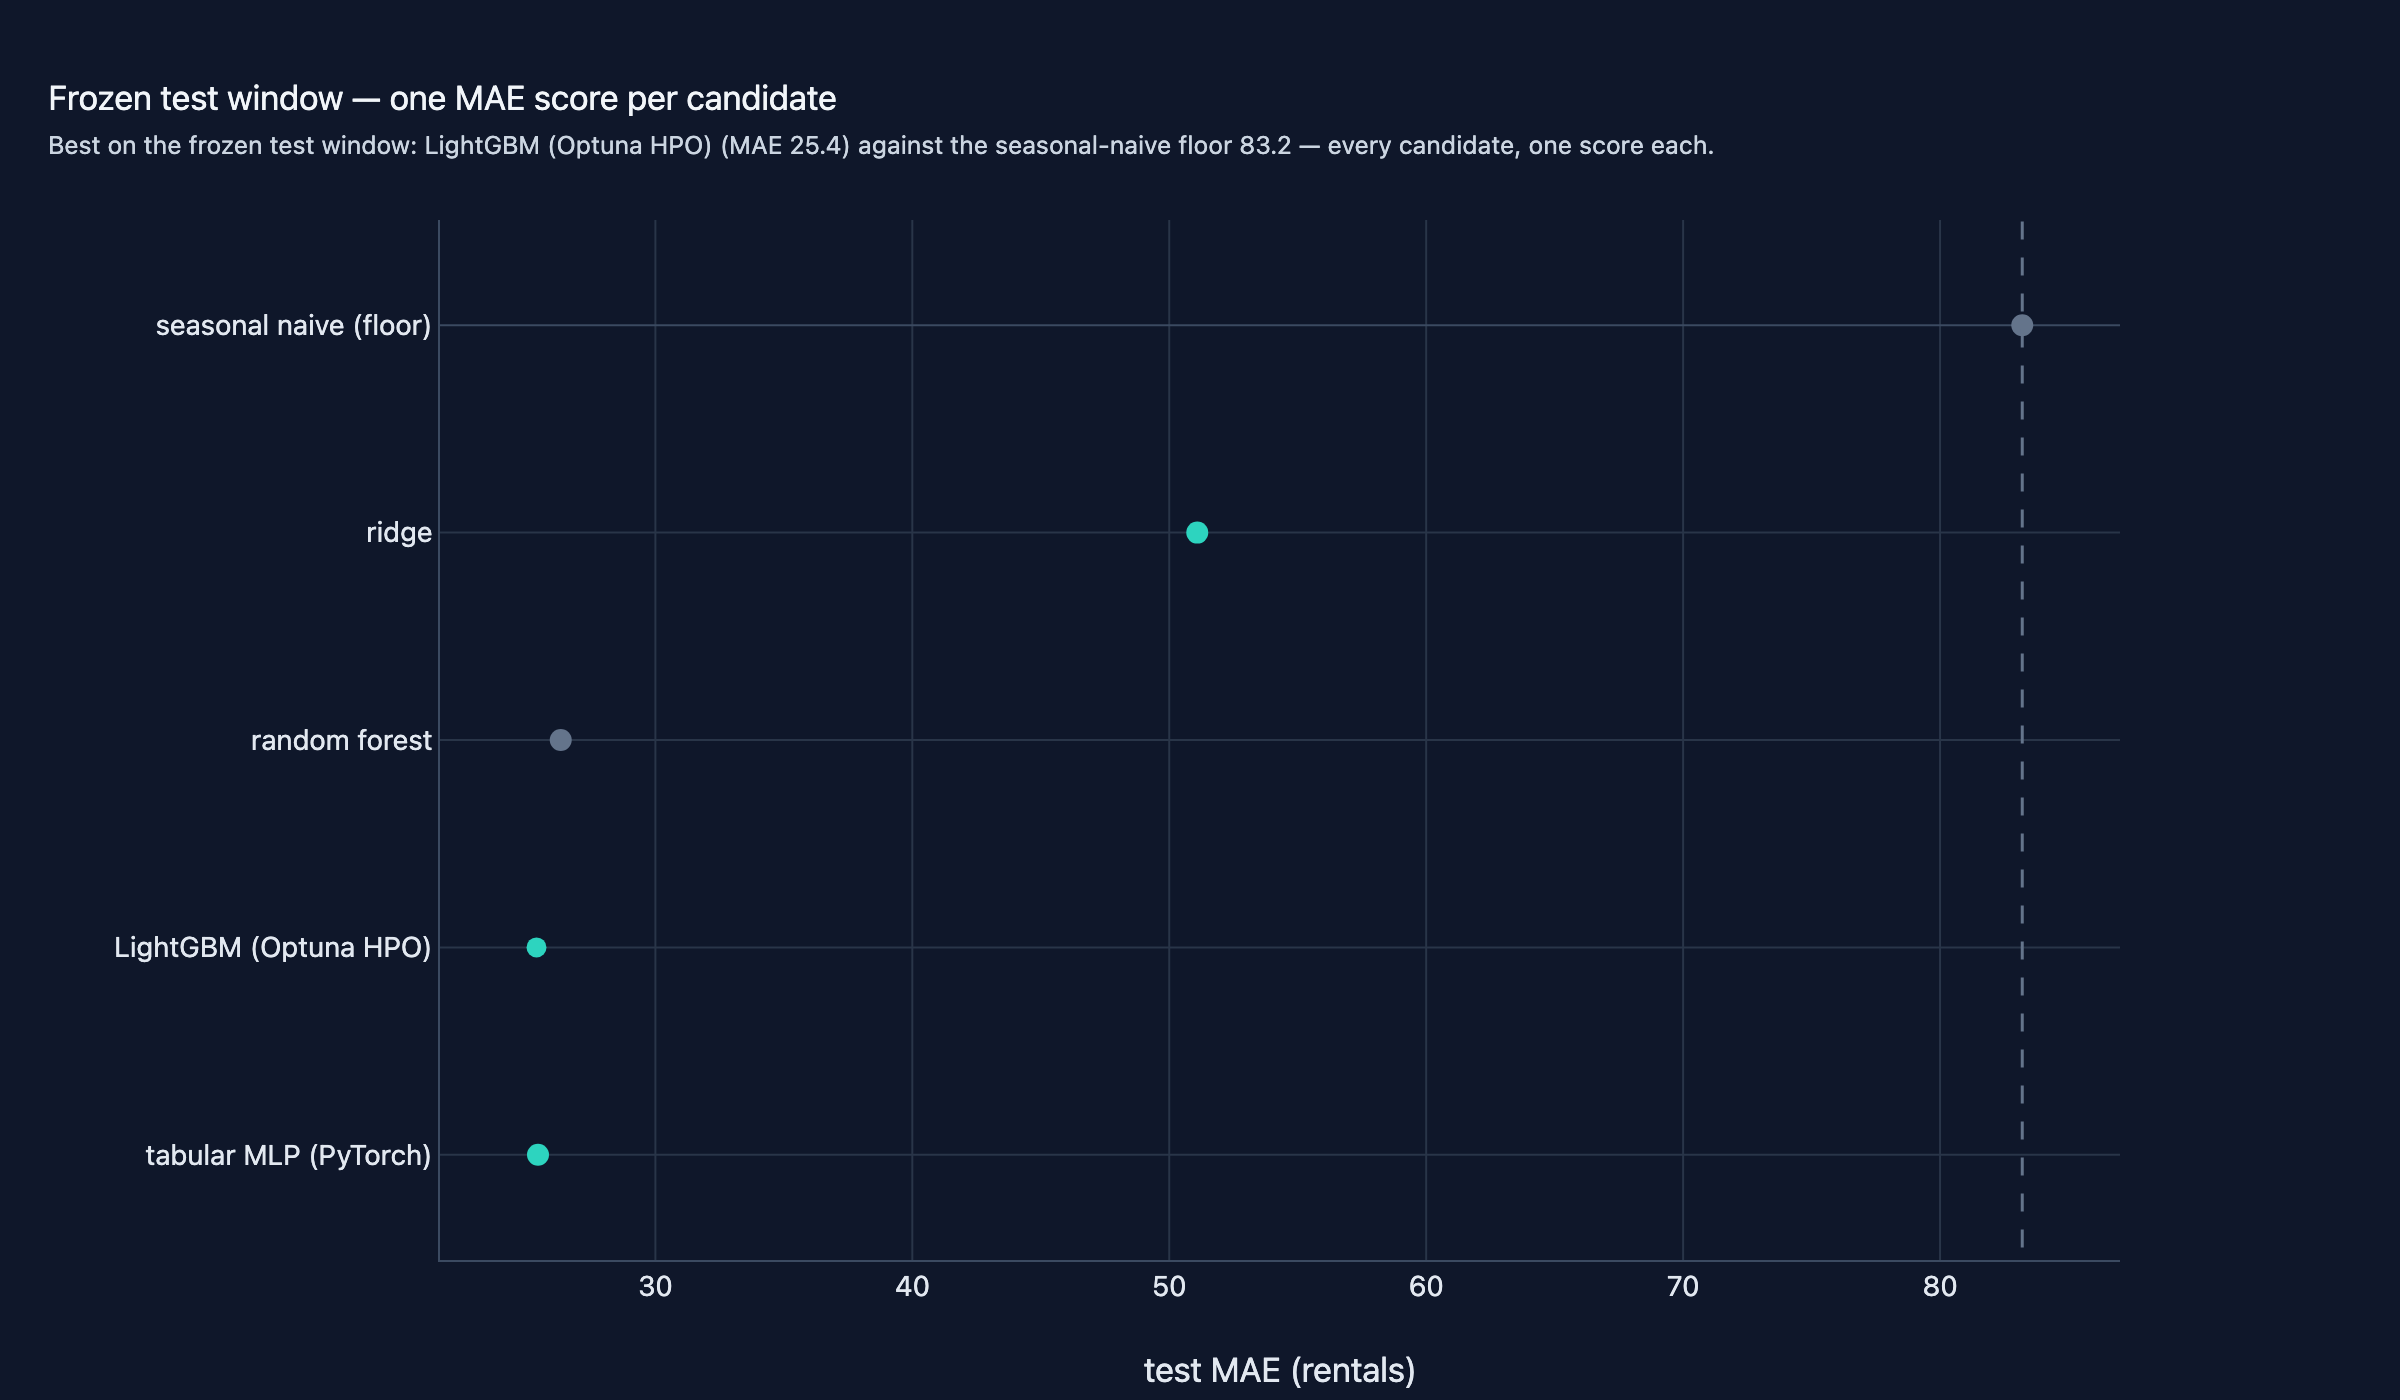 Frozen test window — one MAE score per candidate
Best on the frozen test window: LightGBM (Optuna HPO) (MAE 25.4) against the seasonal-naive floor 83.2 — every candidate, one score each.
seasonal naive (floor)
ridge
random forest
LightGBM (Optuna HPO)
tabular MLP (PyTorch)
30 40 50 60 70 80
test MAE (rentals)